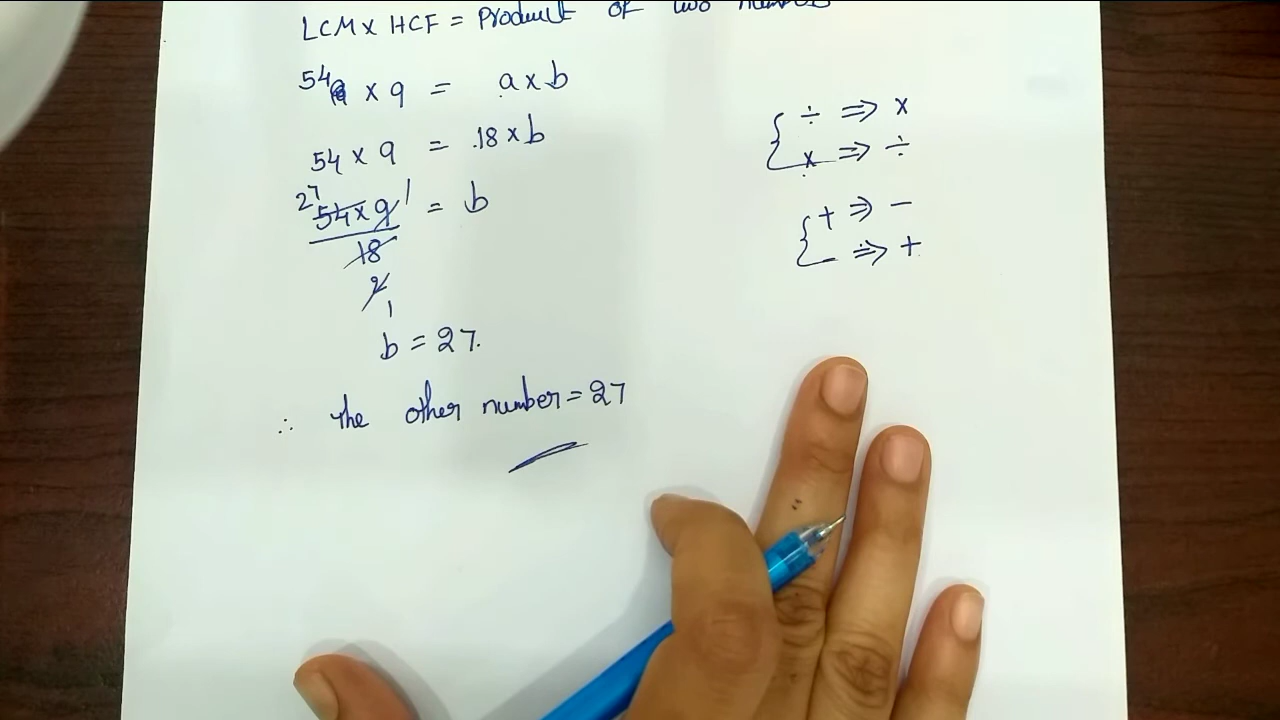 LCM x HCF = Product of two numbers
54 x 9 = a x b
54 x 9 = 18 x b
27 54 x 9 1 = b
18
2
1
b = 27.
∴ the other number = 27
÷ ⇒ x
x ⇒ ÷
+ ⇒ −
− ⇒ +